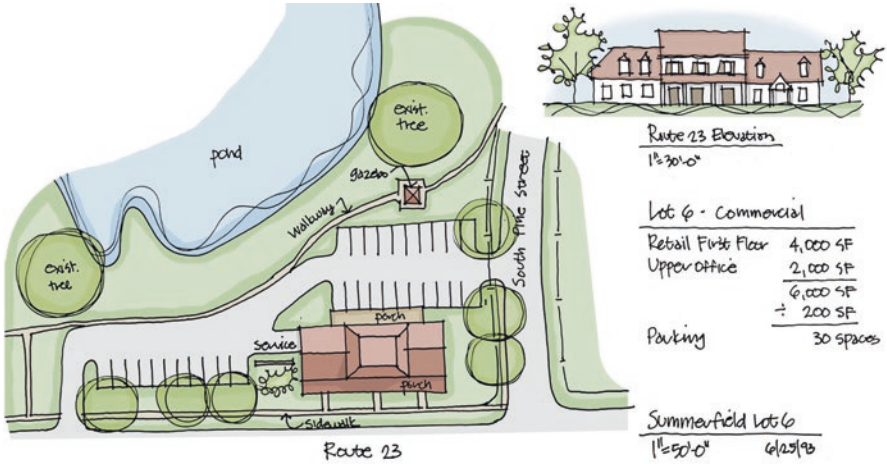 pond
exist.
tree
gazebo
walkway
South Pine Street
exist.
tree
porch
service
porch
sidewalk
Route 23
Route 23 Elevation
1"=30'-0"
Lot 6 - Commercial
Retail First Floor 4,000 SF
Upper Office 2,000 SF
6,000 SF
÷ 200 SF
Parking 30 spaces
Summerfield Lot 6
1"=50'-0" 6/25/93